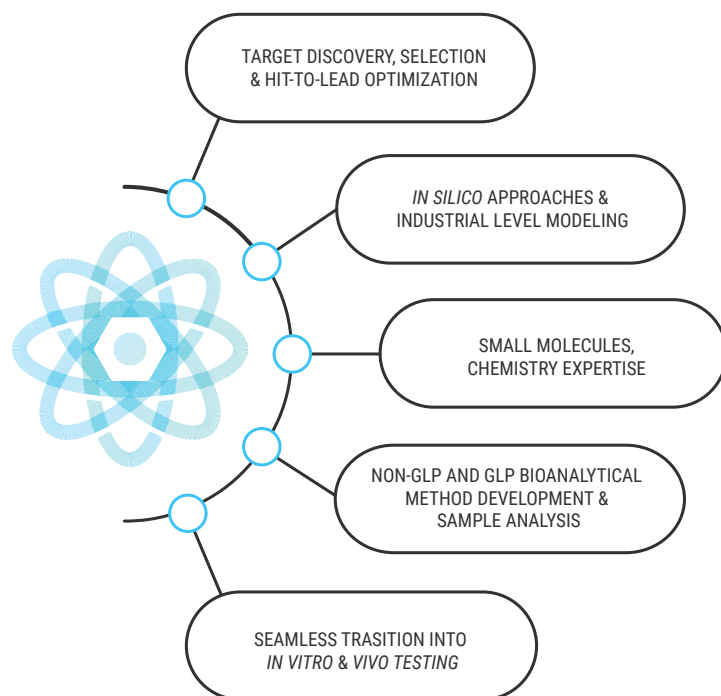 TARGET DISCOVERY, SELECTION
& HIT-TO-LEAD OPTIMIZATION
IN SILICO APPROACHES &
INDUSTRIAL LEVEL MODELING
SMALL MOLECULES,
CHEMISTRY EXPERTISE
NON-GLP AND GLP BIOANALYTICAL
METHOD DEVELOPMENT &
SAMPLE ANALYSIS
SEAMLESS TRASITION INTO
IN VITRO & VIVO TESTING